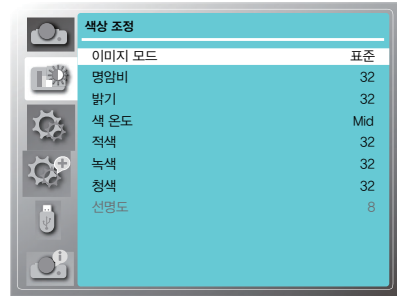 색상 조정
이미지 모드 표준
명암비 32
밝기 32
색 온도 Mid
적색 32
녹색 32
청색 32
선명도 8